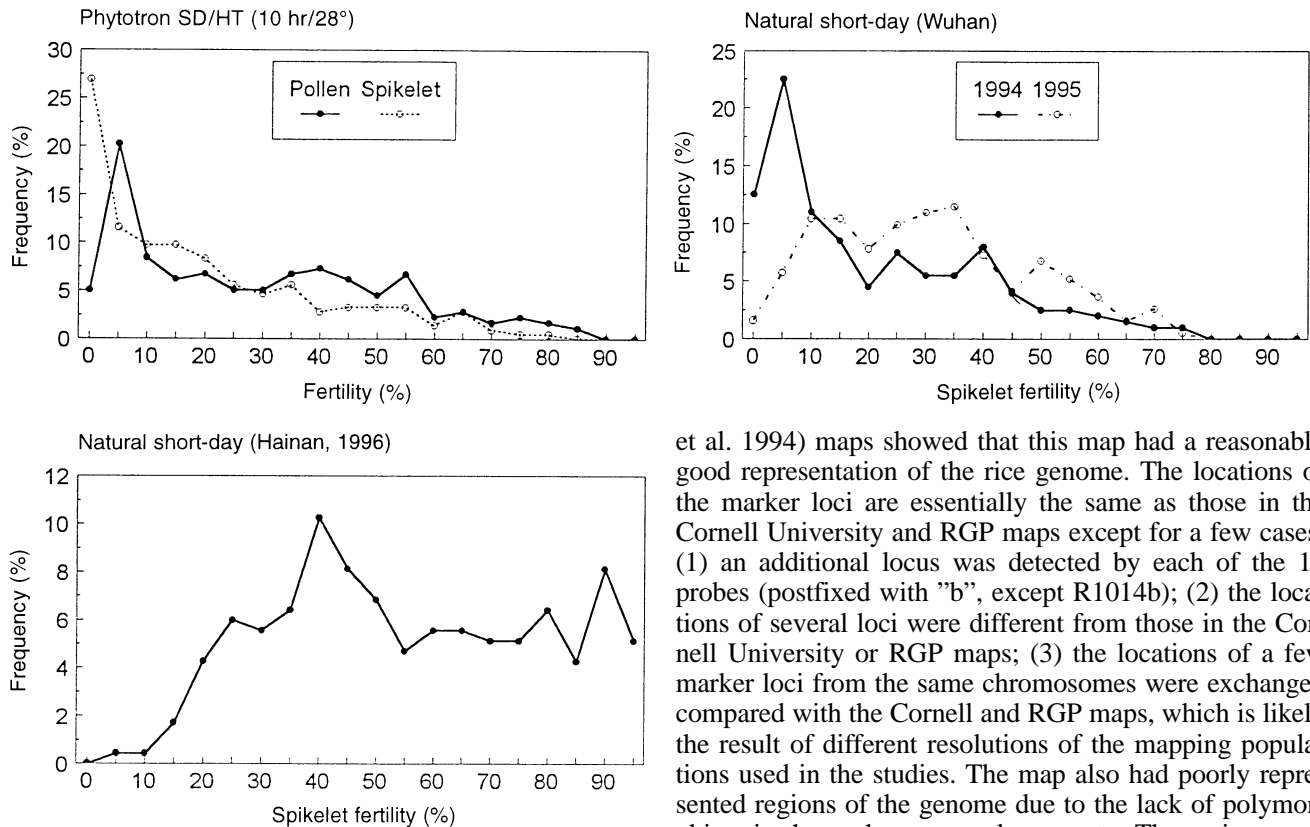 Phytotron SD/HT (10 hr/28°)
30
25
20
15
10
5
0
Frequency (%)
Pollen Spikelet
0 10 20 30 40 50 60 70 80 90
Fertility (%)
Natural short-day (Wuhan)
25
20
15
10
5
0
Frequency (%)
1994 1995
0 10 20 30 40 50 60 70 80 90
Spikelet fertility (%)
Natural short-day (Hainan, 1996)
12
10
8
6
4
2
0
Frequency (%)
0 10 20 30 40 50 60 70 80 90
Spikelet fertility (%)
et al. 1994) maps showed that this map had a reasonabl
good representation of the rice genome. The locations o
the marker loci are essentially the same as those in th
Cornell University and RGP maps except for a few cases
(1) an additional locus was detected by each of the 1
probes (postfixed with ”b”, except R1014b); (2) the loca
tions of several loci were different from those in the Cor
nell University or RGP maps; (3) the locations of a few
marker loci from the same chromosomes were exchange
compared with the Cornell and RGP maps, which is likel
the result of different resolutions of the mapping popula
tions used in the studies. The map also had poorly repre
sented regions of the genome due to the lack of polymor